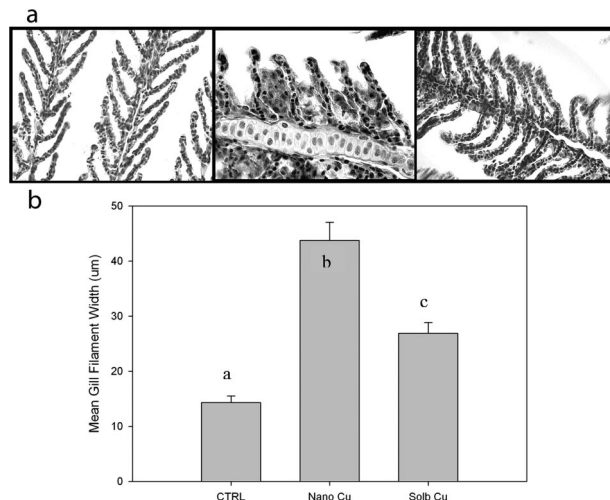 a
b
50
40
30
20
10
0
Mean Gill Filament Width (um)
a
b
c
CTRL
Nano Cu
Solb Cu